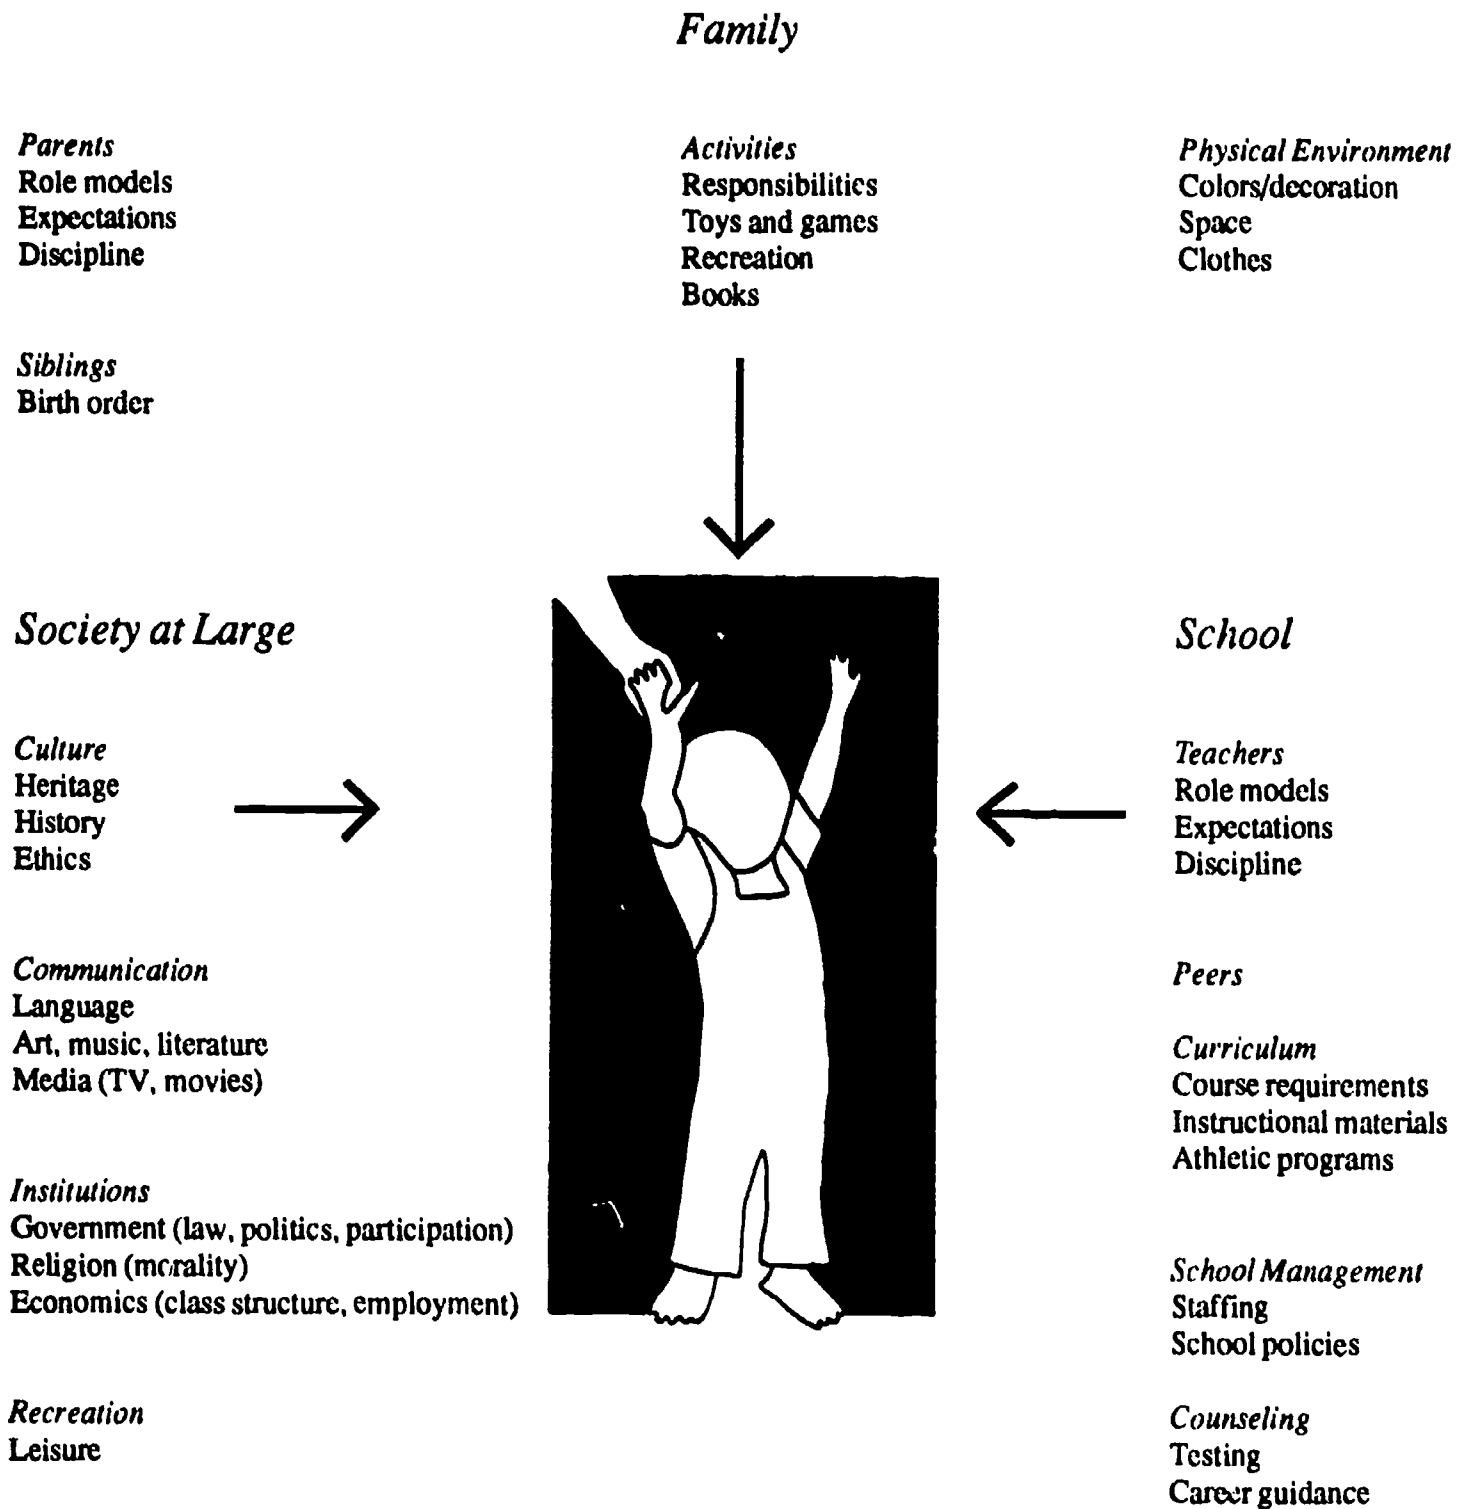 Family
Parents
Role models
Expectations
Discipline
Siblings
Birth order
Activities
Responsibilities
Toys and games
Recreation
Books
Physical Environment
Colors/decoration
Space
Clothes
Society at Large
Culture
Heritage
History
Ethics
Communication
Language
Art, music, literature
Media (TV, movies)
Institutions
Government (law, politics, participation)
Religion (morality)
Economics (class structure, employment)
Recreation
Leisure
School
Teachers
Role models
Expectations
Discipline
Peers
Curriculum
Course requirements
Instructional materials
Athletic programs
School Management
Staffing
School policies
Counseling
Testing
Career guidance